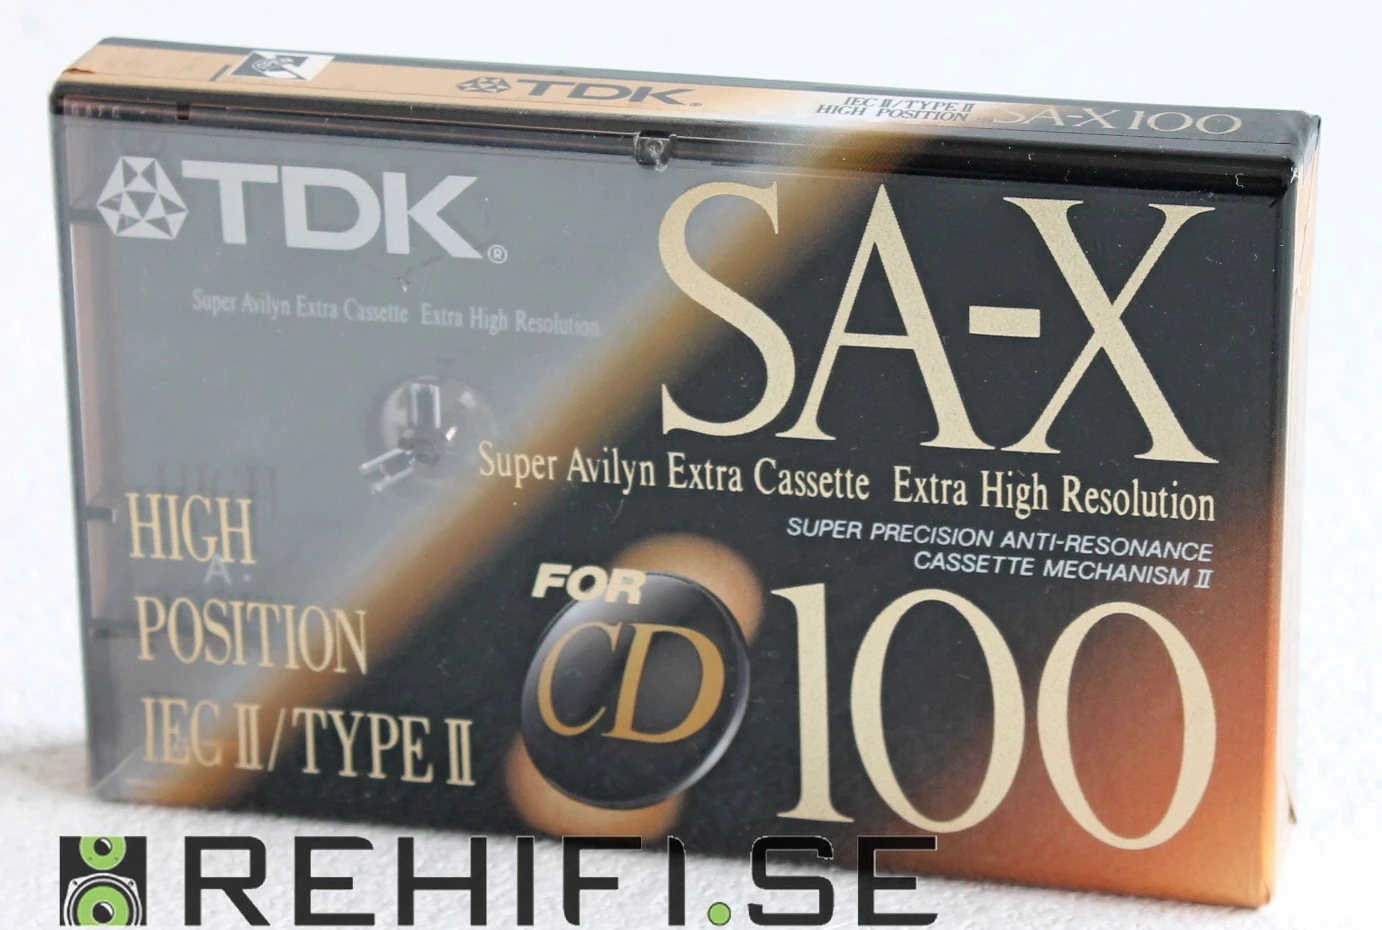 TDK®
IEC II/TYPE II
HIGH POSITION
SA-X 100
TDK®
SA-X
Super Avilyn Extra Cassette Extra High Resolution
Super Avilyn Extra Cassette Extra High Resolution
SUPER PRECISION ANTI-RESONANCE
CASSETTE MECHANISM II
HIGH
POSITION
IEC II/TYPE II
FOR
CD
100
REHIFI.SE